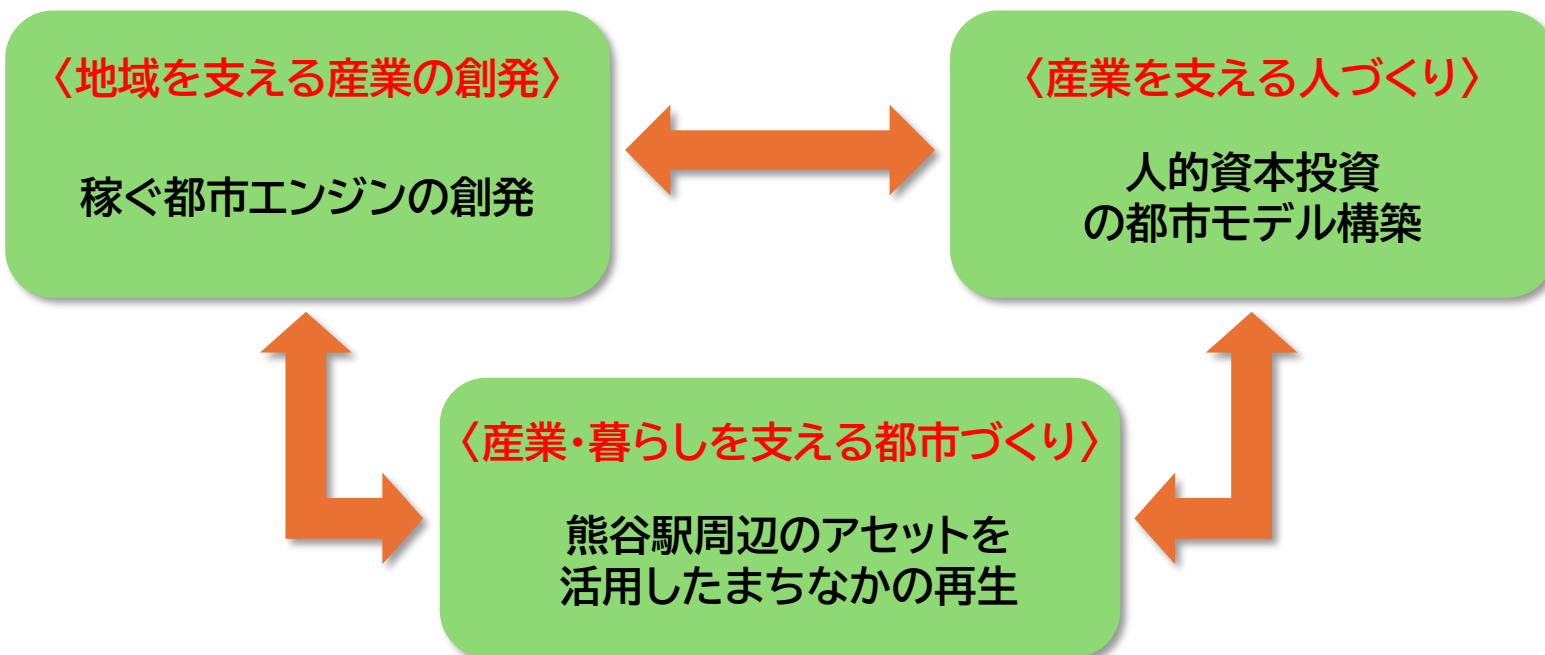 〈地域を支える産業の創発〉
稼ぐ都市エンジンの創発
〈産業を支える人づくり〉
人的資本投資
の都市モデル構築
〈産業・暮らしを支える都市づくり〉
熊谷駅周辺のアセットを
活用したまちなかの再生